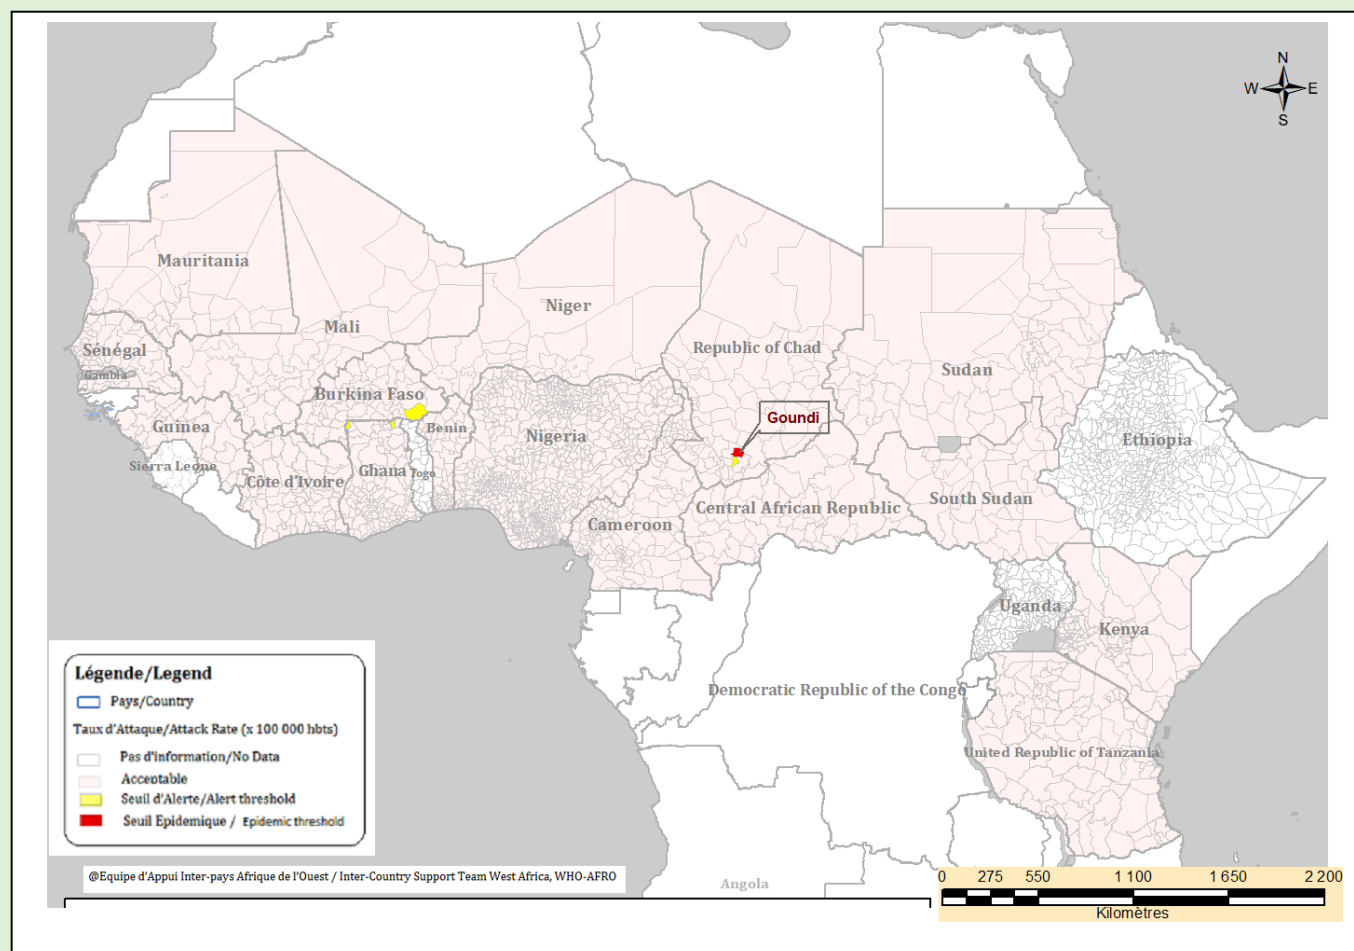 N
W E
S
Mauritania
Mali
Niger
Republic of Chad
Sudan
Sénégal
Gambia
Burkina Faso
Goundi
Guinea
Benin
Nigeria
Ethiopia
Sierra Leone
Côte d'Ivoire
Ghana
Togo
Cameroon
Central African Republic
South Sudan
Uganda
Kenya
Democratic Republic of the Congo
United Republic of Tanzania
Angola
Légende/Legend
Pays/Country
Taux d'Attaque/Attack Rate (x 100 000 hbts)
Pas d'information/No Data
Acceptable
Seuil d'Alerte/Alert threshold
Seuil Epidemique / Epidemic threshold
@Equipe d'Appui Inter-pays Afrique de l'Ouest / Inter-Country Support Team West Africa, WHO-AFRO
0 275 550 1 100 1 650 2 200
Kilomètres